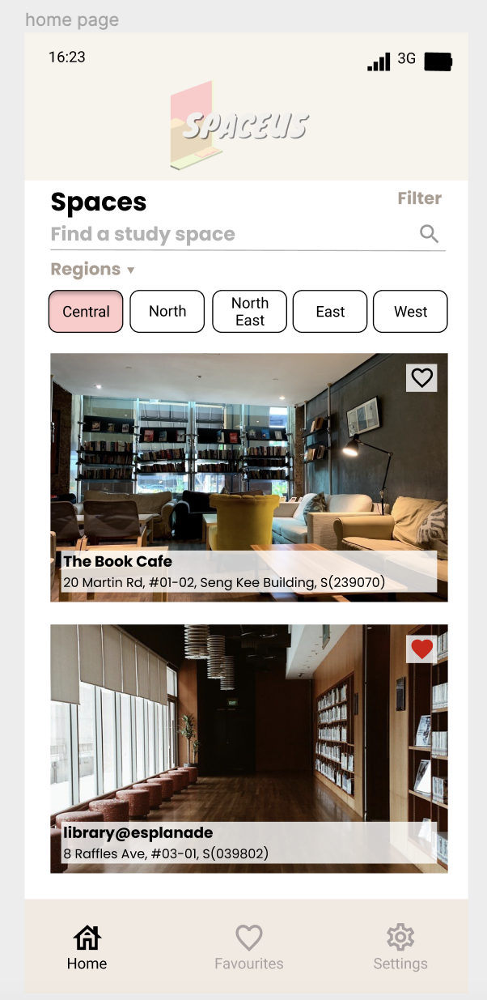 home page
16:23
3G
SPACEUS
Spaces
Filter
Find a study space
Regions ▼
Central
North
North
East
East
West
The Book Cafe
20 Martin Rd, #01-02, Seng Kee Building, S(239070)
library@esplanade
8 Raffles Ave, #03-01, S(039802)
Home
Favourites
Settings